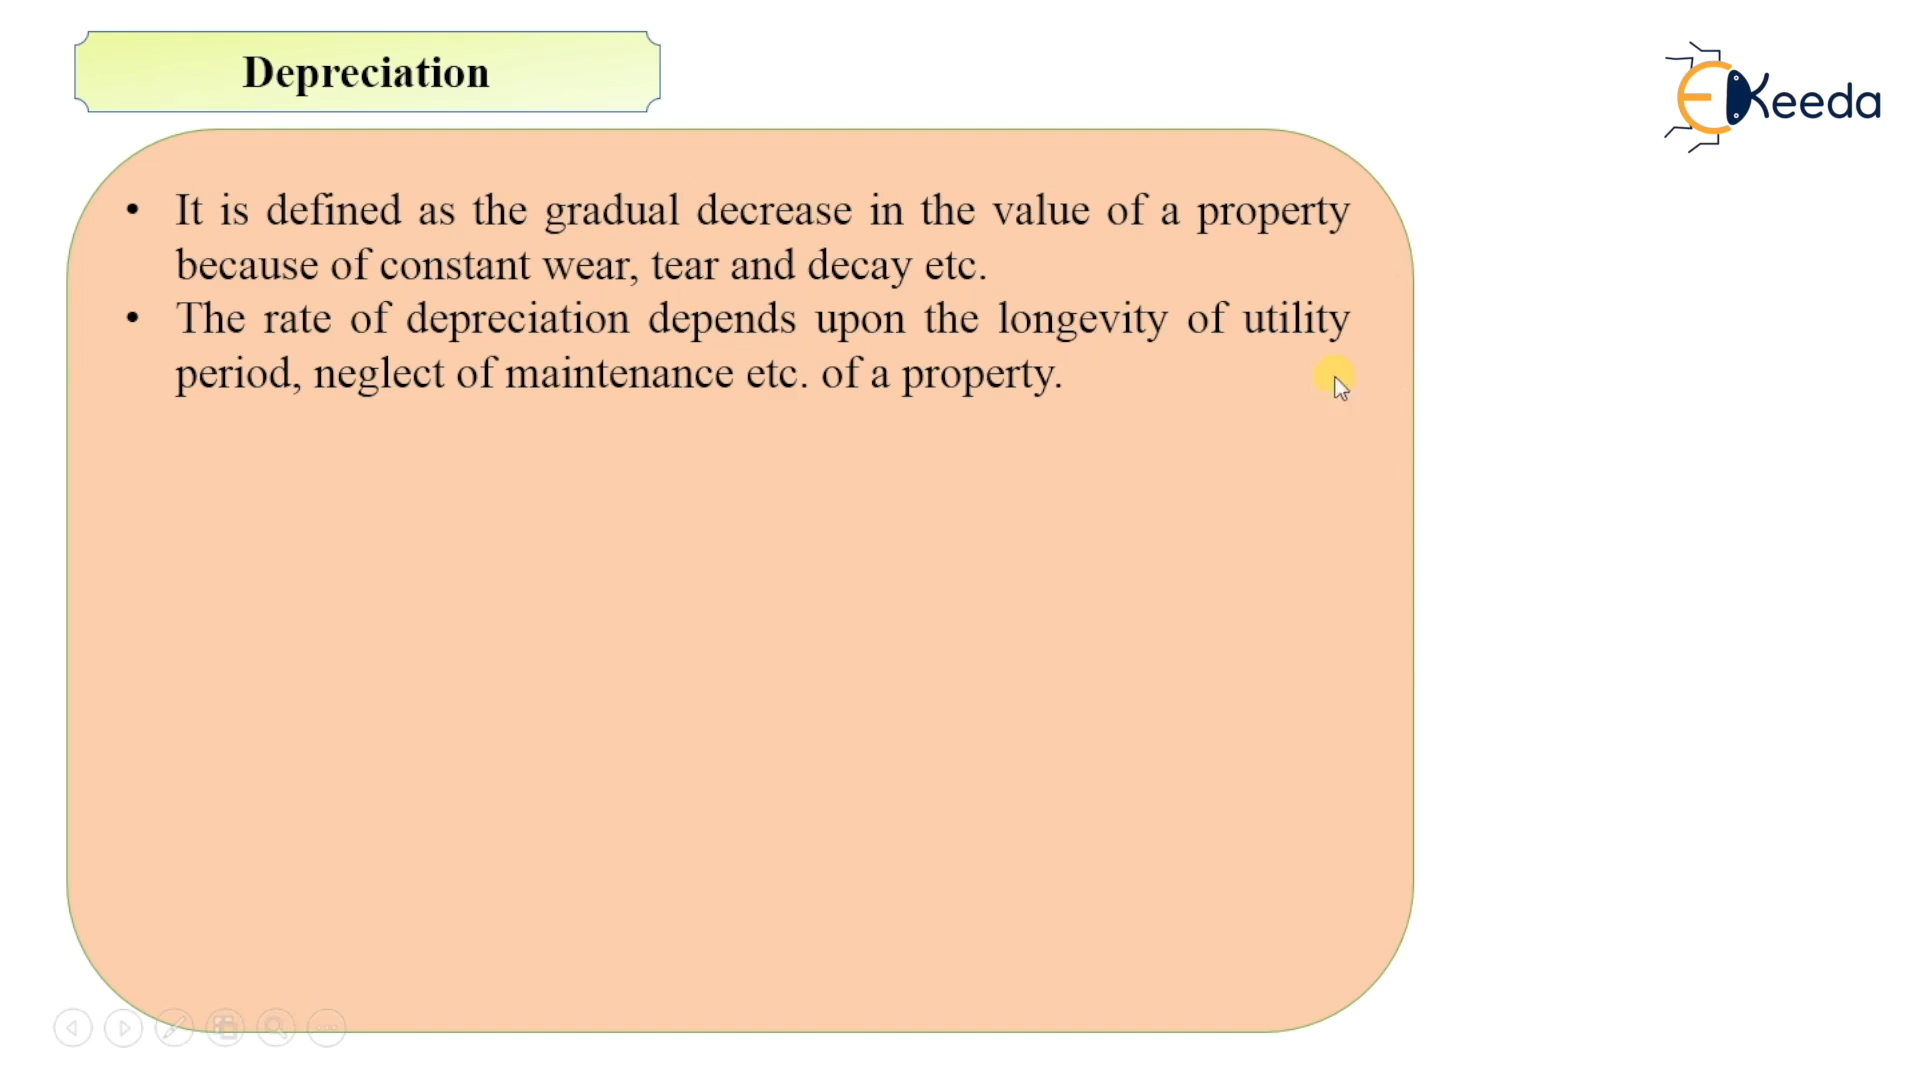 Depreciation
EKeeda
• It is defined as the gradual decrease in the value of a property
because of constant wear, tear and decay etc.
• The rate of depreciation depends upon the longevity of utility
period, neglect of maintenance etc. of a property.